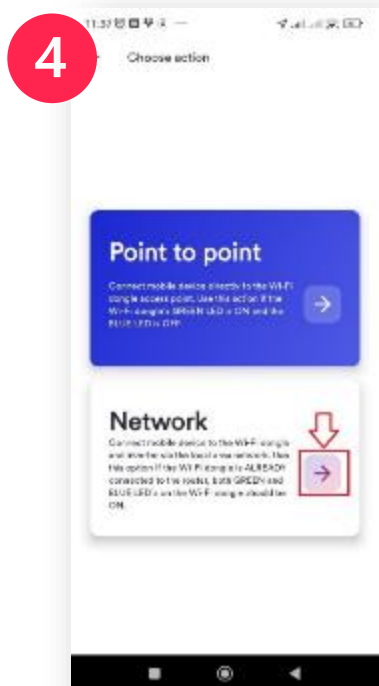 4
11:37
Choose action
Point to point
Connect mobile device directly to the Wi-Fi
dongle access point. Use this action if the
Wi-Fi dongle's GREEN LED is ON and the
BLUE LED is OFF.
Network
Connect mobile device to the Wi-Fi dongle
and inverter via the local area network. Use
this option if the Wi-Fi dongle is ALREADY
connected to the router, both GREEN and
BLUE LED's on the Wi-Fi dongle should be
ON.